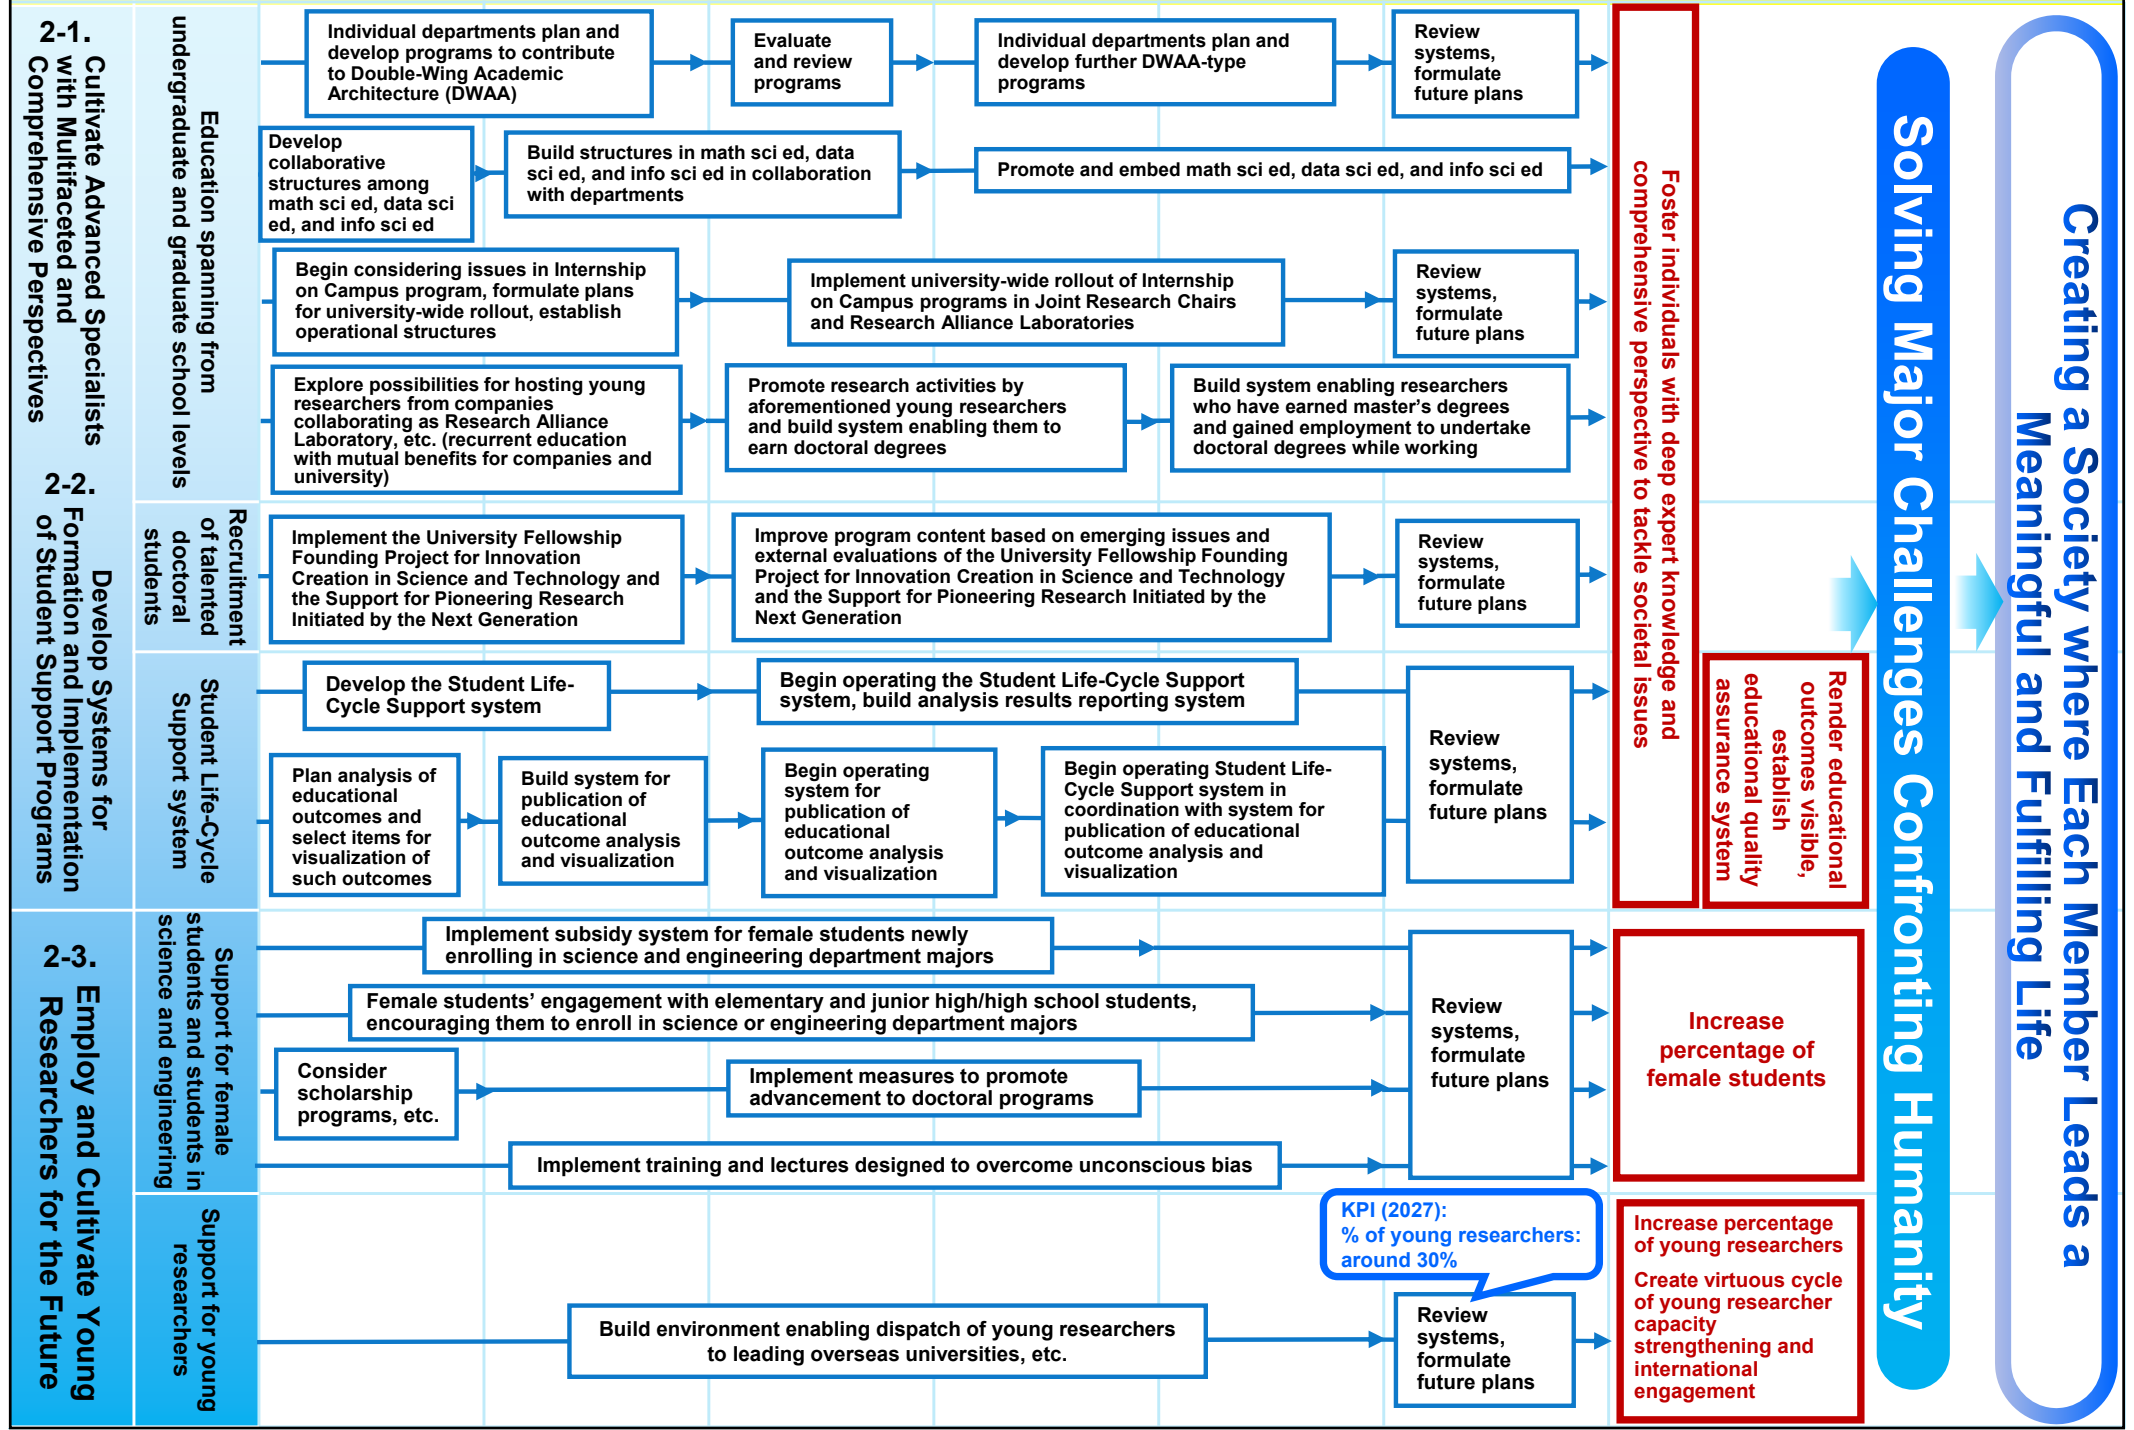 2-1.
Cultivate Advanced Specialists
with Multifaceted and
Comprehensive Perspectives
2-2.
Develop Systems for
Formation and Implementation
of Student Support Programs
2-3.
Employ and Cultivate Young
Researchers for the Future
Education spanning from
undergraduate and graduate school levels
Individual departments plan and
develop programs to contribute
to Double-Wing Academic
Architecture (DWAA)
Evaluate
and review
programs
Individual departments plan and
develop further DWAA-type
programs
Review
systems,
formulate
future plans
Develop
collaborative
structures among
math sci ed, data sci
ed, and info sci ed
Build structures in math sci ed, data
sci ed, and info sci ed in collaboration
with departments
Promote and embed math sci ed, data sci ed, and info sci ed
Begin considering issues in Internship
on Campus program, formulate plans
for university-wide rollout, establish
operational structures
Implement university-wide rollout of Internship
on Campus programs in Joint Research Chairs
and Research Alliance Laboratories
Review
systems,
formulate
future plans
Explore possibilities for hosting young
researchers from companies
collaborating as Research Alliance
Laboratory, etc. (recurrent education
with mutual benefits for companies and
university)
Promote research activities by
aforementioned young researchers
and build system enabling them to
earn doctoral degrees
Build system enabling researchers
who have earned master’s degrees
and gained employment to undertake
doctoral degrees while working
Recruitment
of talented
doctoral
students
Implement the University Fellowship
Founding Project for Innovation
Creation in Science and Technology and
the Support for Pioneering Research
Initiated by the Next Generation
Improve program content based on emerging issues and
external evaluations of the University Fellowship Founding
Project for Innovation Creation in Science and Technology
and the Support for Pioneering Research Initiated by the
Next Generation
Review
systems,
formulate
future plans
Student Life-Cycle
Support system
Develop the Student Life-
Cycle Support system
Begin operating the Student Life-Cycle Support
system, build analysis results reporting system
Plan analysis of
educational
outcomes and
select items for
visualization of
such outcomes
Build system for
publication of
educational
outcome analysis
and visualization
Begin operating
system for
publication of
educational
outcome analysis
and visualization
Begin operating Student Life-
Cycle Support system in
coordination with system for
publication of educational
outcome analysis and
visualization
Review
systems,
formulate
future plans
Support for female
students and students in
science and engineering
Implement subsidy system for female students newly
enrolling in science and engineering department majors
Female students’ engagement with elementary and junior high/high school students,
encouraging them to enroll in science or engineering department majors
Consider
scholarship
programs, etc.
Implement measures to promote
advancement to doctoral programs
Implement training and lectures designed to overcome unconscious bias
Review
systems,
formulate
future plans
Support for young
researchers
KPI (2027):
% of young researchers:
around 30%
Build environment enabling dispatch of young researchers
to leading overseas universities, etc.
Review
systems,
formulate
future plans
Foster individuals with deep expert knowledge and
comprehensive perspective to tackle societal issues
Render educational
outcomes visible,
establish
educational quality
assurance system
Increase
percentage of
female students
Increase percentage
of young researchers
Create virtuous cycle
of young researcher
capacity
strengthening and
international
engagement
Solving Major Challenges Confronting Humanity
Creating a Society where Each Member Leads a
Meaningful and Fulfilling Life